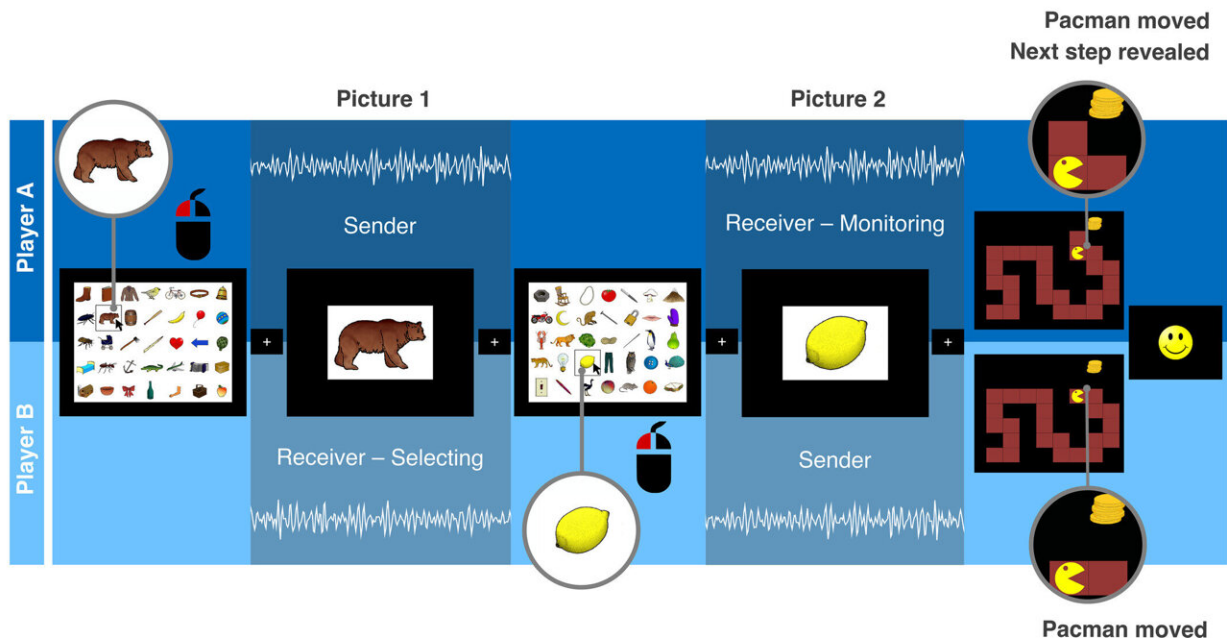 Pacman moved
Next step revealed
Picture 1
Picture 2
Player A
Sender
Receiver – Monitoring
+
+
+
+
Player B
Receiver – Selecting
Sender
Pacman moved